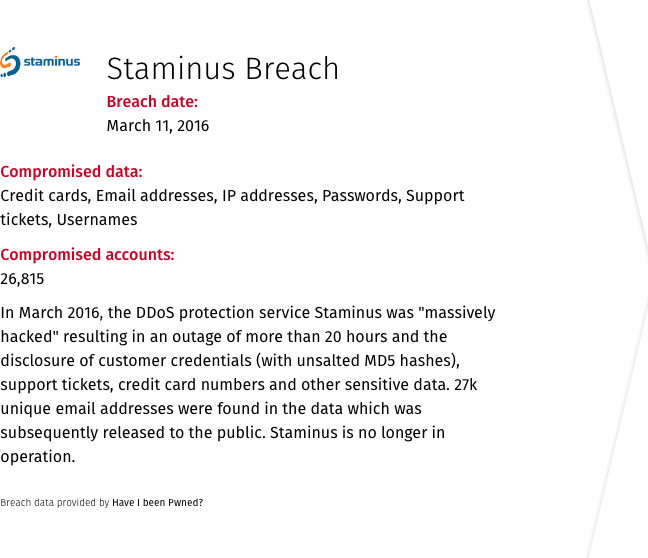 staminus
Staminus Breach
Breach date:
March 11, 2016
Compromised data:
Credit cards, Email addresses, IP addresses, Passwords, Support
tickets, Usernames
Compromised accounts:
26,815
In March 2016, the DDoS protection service Staminus was "massively
hacked" resulting in an outage of more than 20 hours and the
disclosure of customer credentials (with unsalted MD5 hashes),
support tickets, credit card numbers and other sensitive data. 27k
unique email addresses were found in the data which was
subsequently released to the public. Staminus is no longer in
operation.
Breach data provided by Have I been Pwned?